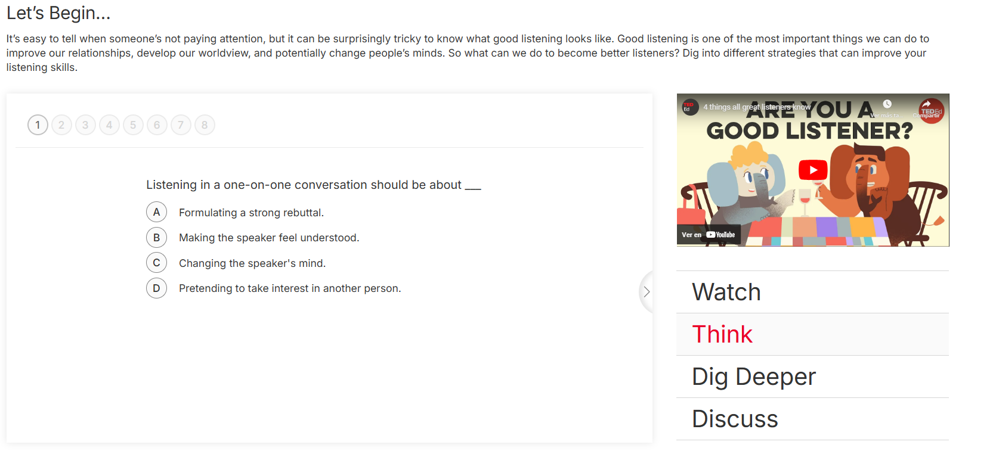 Let's Begin...
It's easy to tell when someone's not paying attention, but it can be surprisingly tricky to know what good listening looks like. Good listening is one of the most important things we can do to
improve our relationships, develop our worldview, and potentially change people's minds. So what can we do to become better listeners? Dig into different strategies that can improve your
listening skills.
1 2 3 4 5 6 7 8
Listening in a one-on-one conversation should be about ___
A Formulating a strong rebuttal.
B Making the speaker feel understood.
C Changing the speaker's mind.
D Pretending to take interest in another person.
TED Ed
4 things all great listeners know
Ver más ta...
Compartir
TEDEd
ARE YOU A
GOOD LISTENER?
Ver en YouTube
Watch
Think
Dig Deeper
Discuss